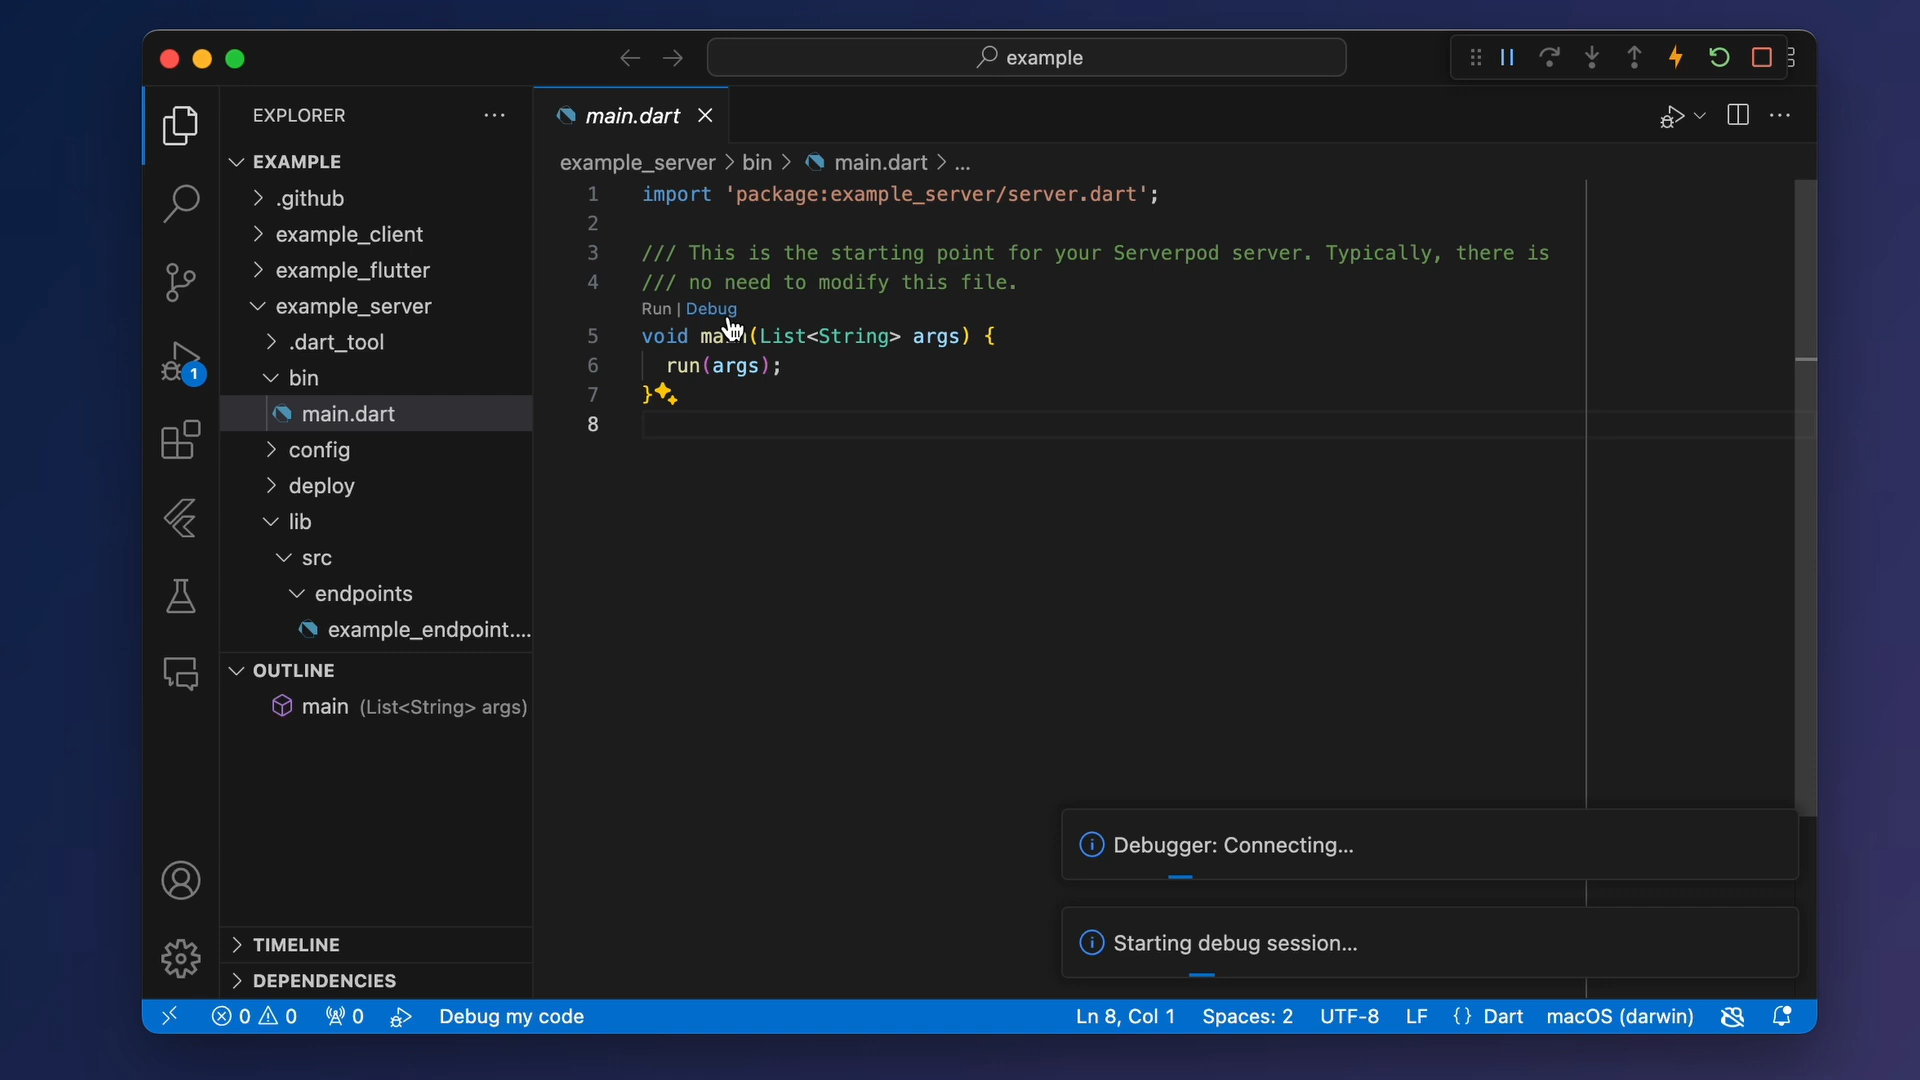 example
EXPLORER
main.dart
EXAMPLE
.github
example_client
example_flutter
example_server
.dart_tool
bin
main.dart
config
deploy
lib
src
endpoints
example_endpoint....
OUTLINE
main (List<String> args)
TIMELINE
DEPENDENCIES
example_server > bin > main.dart > ...
1 import 'package:example_server/server.dart';
2
3 /// This is the starting point for your Serverpod server. Typically, there is
4 /// no need to modify this file.
Run | Debug
5 void main(List<String> args) {
6 run(args);
7 }
8
1
Debugger: Connecting...
Starting debug session...
0 0 0 Debug my code Ln 8, Col 1 Spaces: 2 UTF-8 LF {} Dart macOS (darwin)